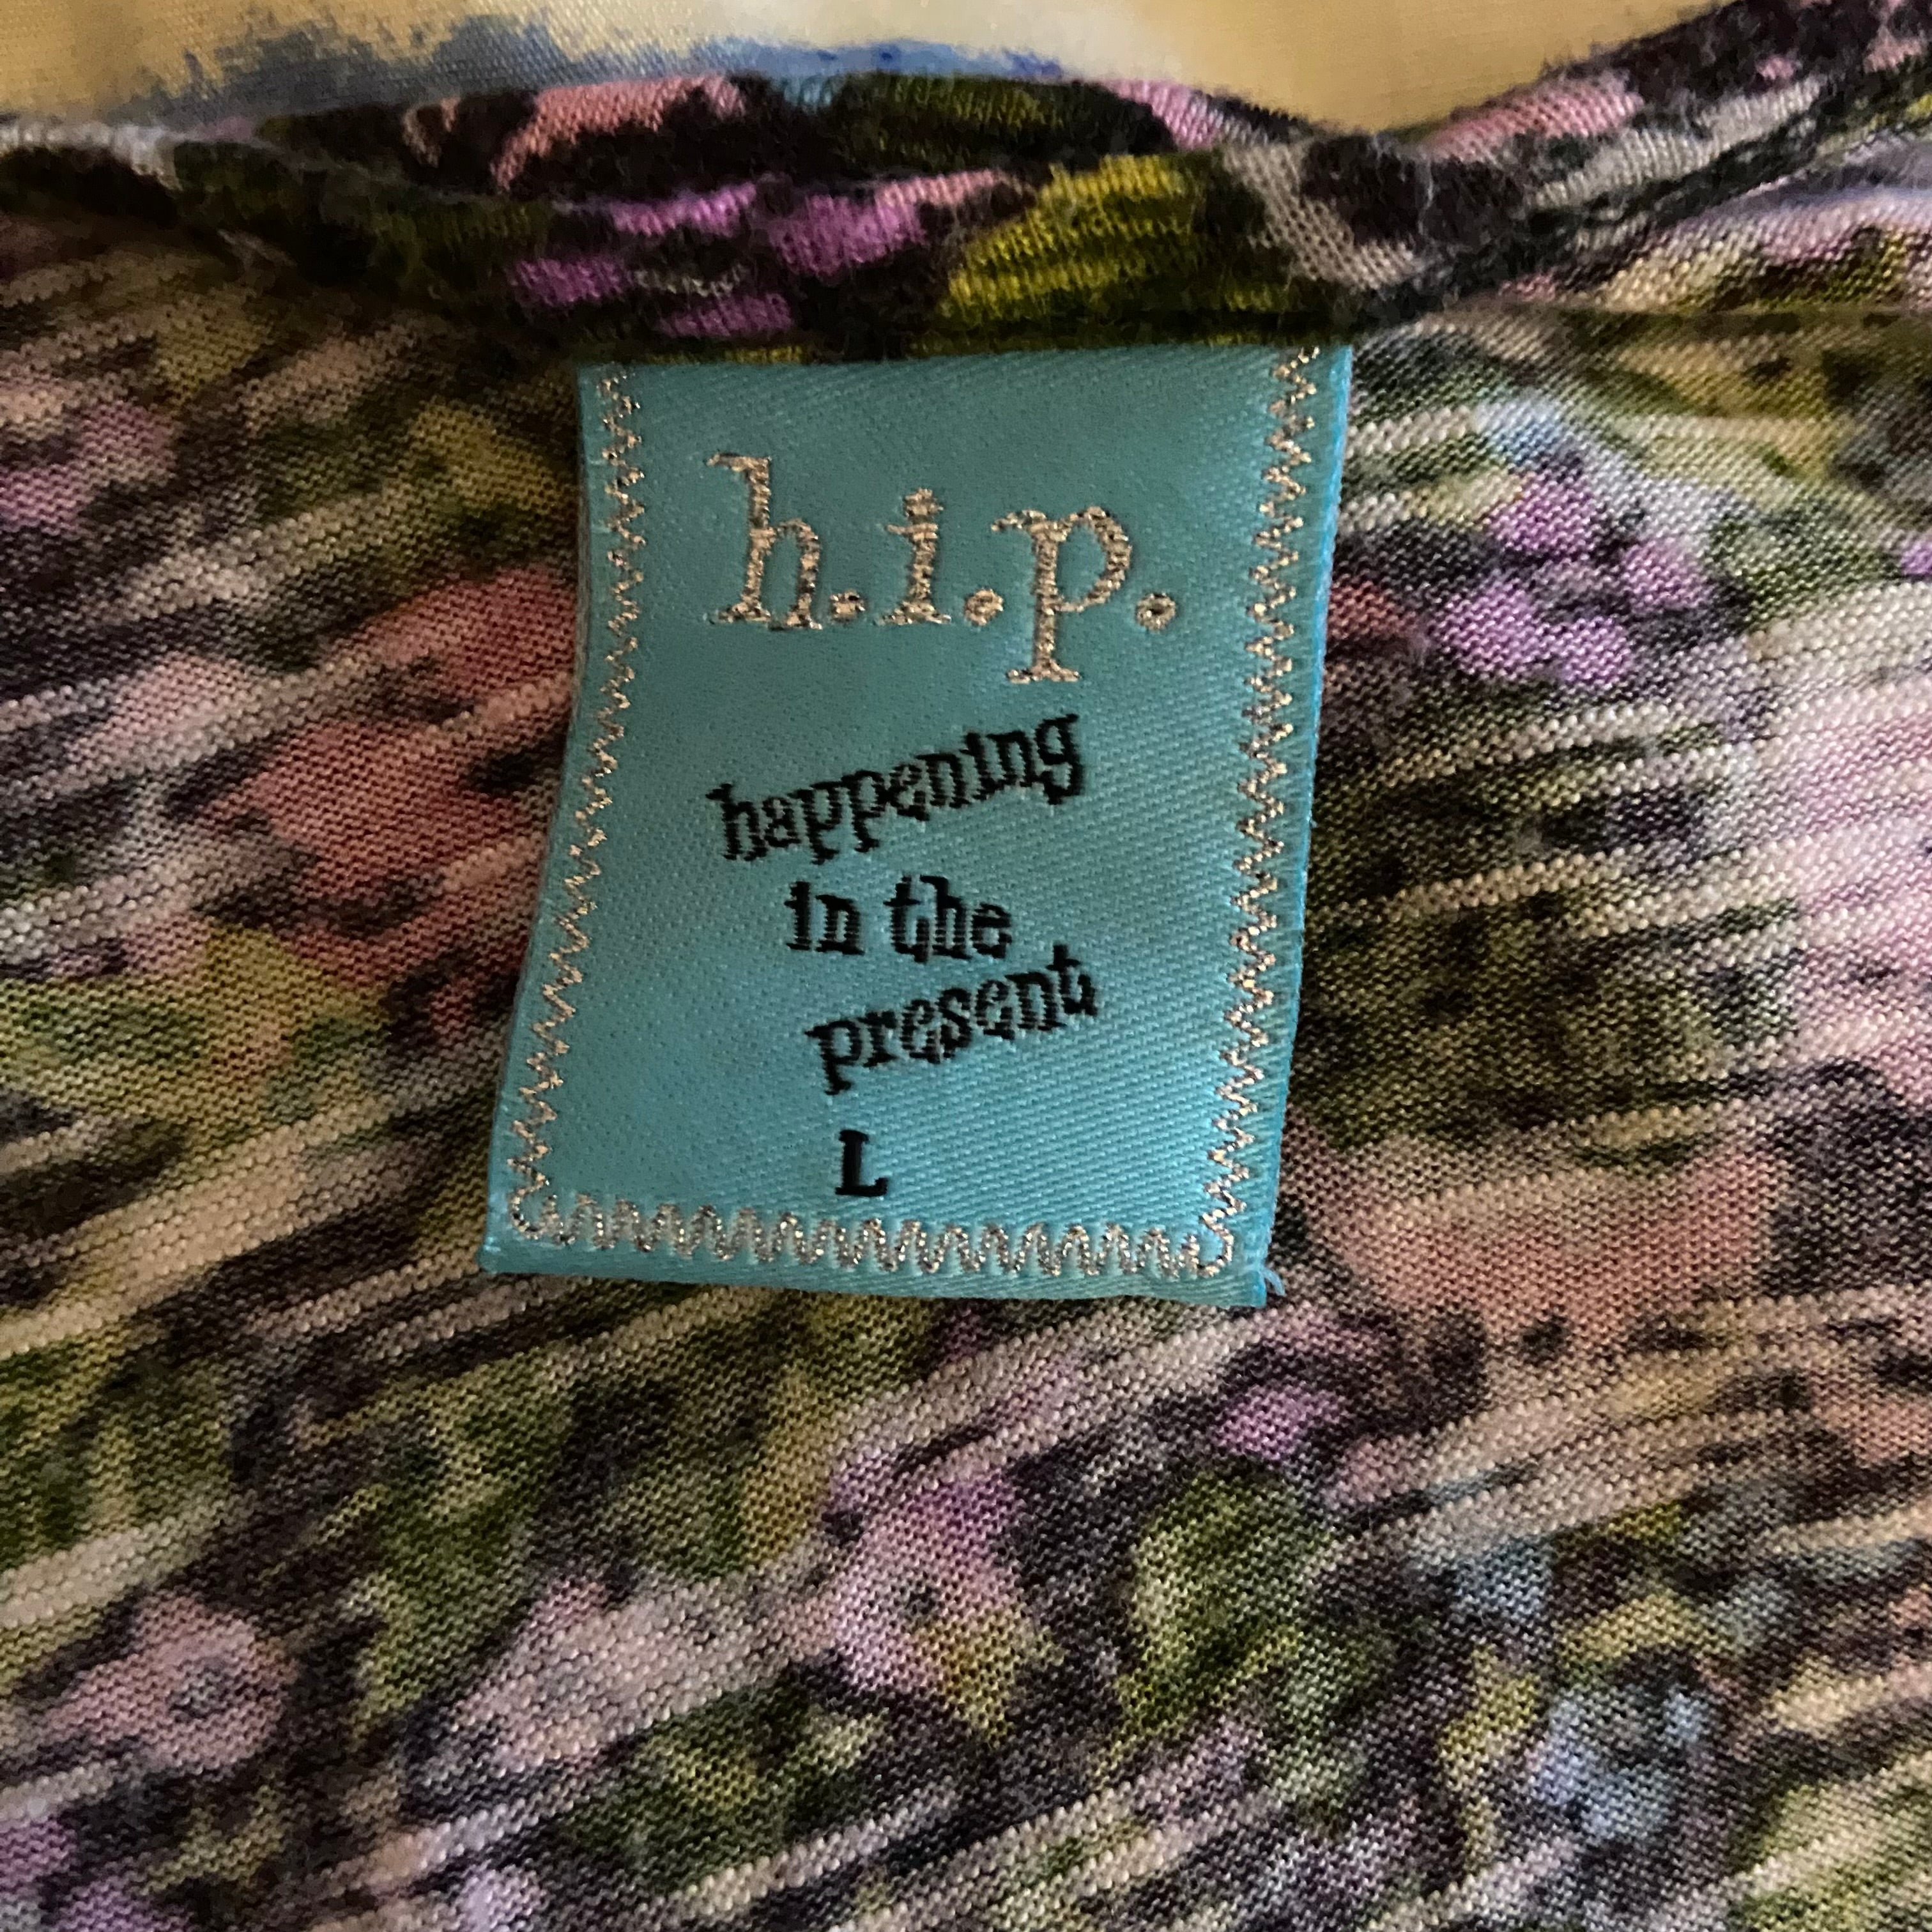 h.i.p.
happening
in the
present
L